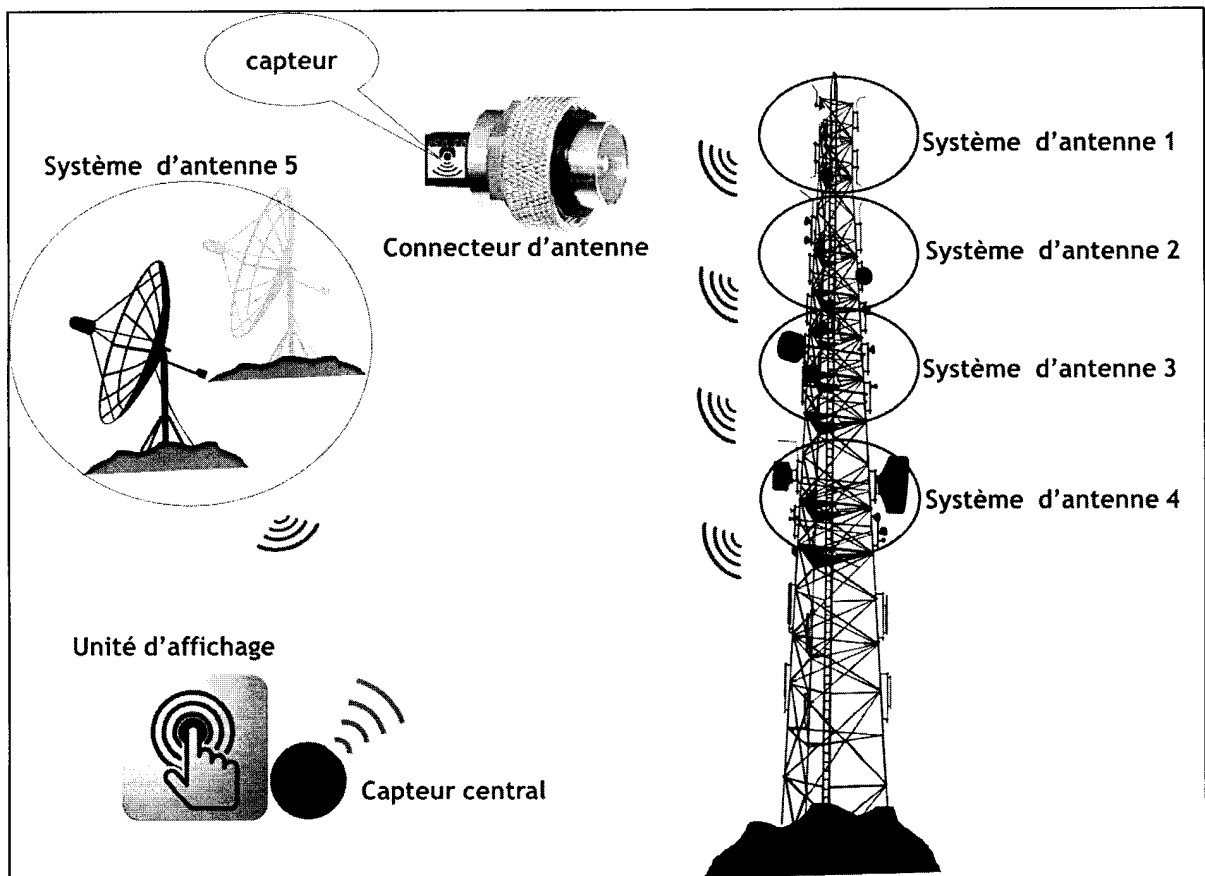 capteur
Système d'antenne 5
Connecteur d'antenne
Système d'antenne 1
Système d'antenne 2
Système d'antenne 3
Système d'antenne 4
Unité d'affichage
Capteur central